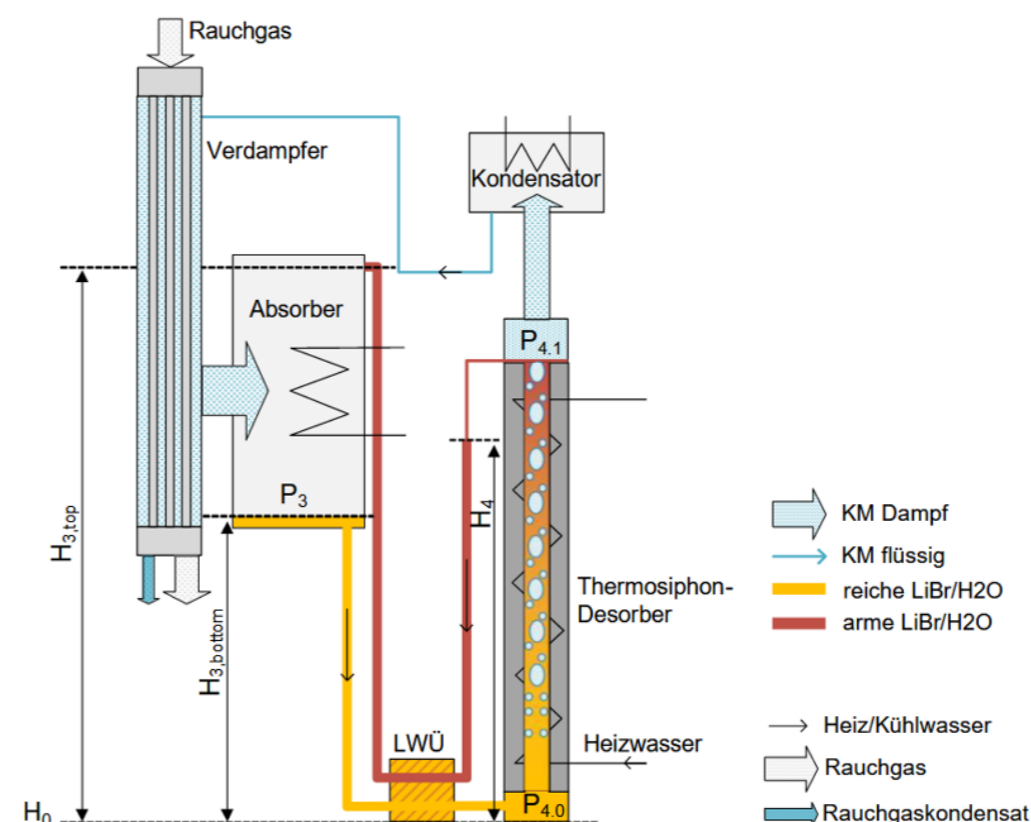 Rauchgas
Verdampfer
Kondensator
Absorber
P4.1
P3
H3,top
H4
H3,bottom
Thermosiphon-
Desorber
LWÜ
Heizwasser
P4.0
H0
KM Dampf
KM flüssig
reiche LiBr/H2O
arme LiBr/H2O
Heiz/Kühlwasser
Rauchgas
Rauchgaskondensat